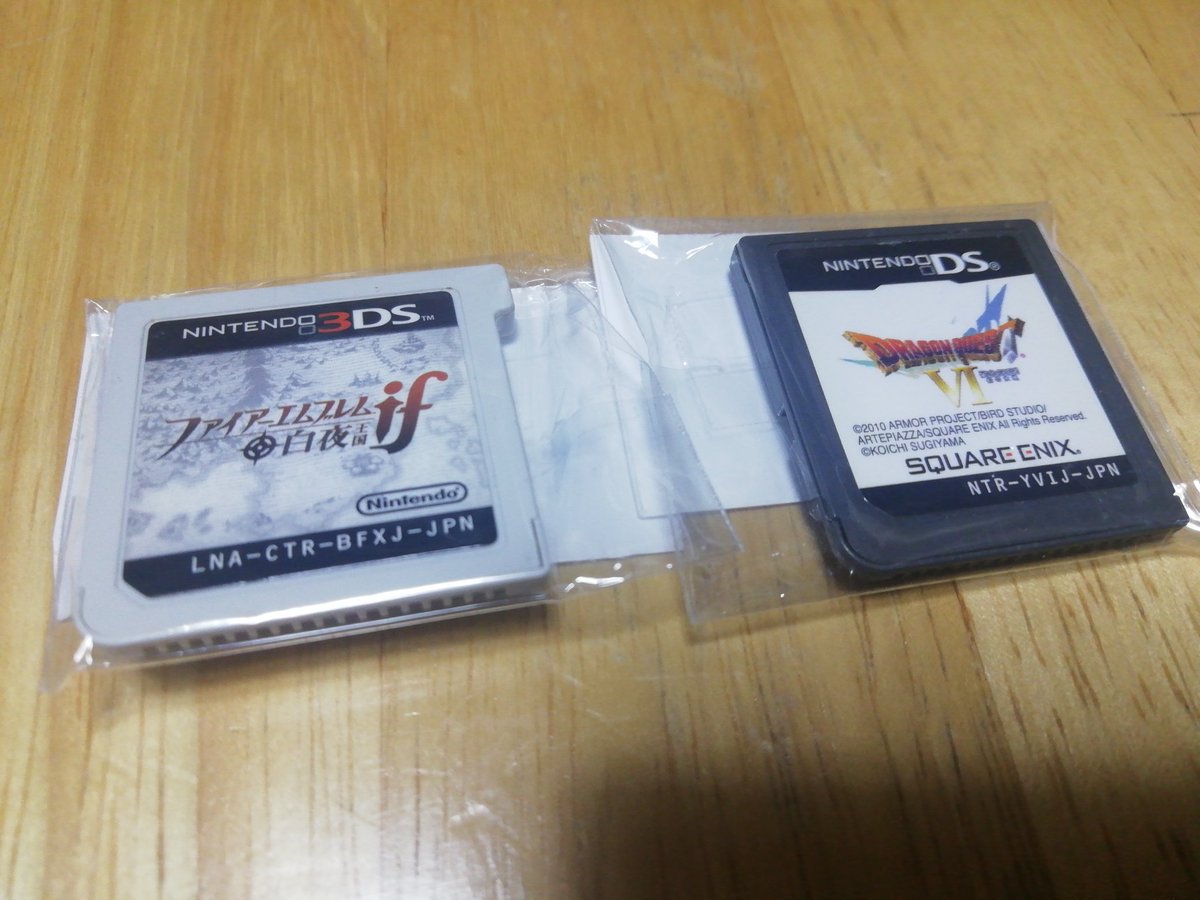 NINTENDO 3DS™
ファイアーエムブレム if
白夜王国
Nintendo
LNA-CTR-BFXJ-JPN
NINTENDO DS®
DRAGON QUEST
VI
©2010 ARMOR PROJECT/BIRD STUDIO/
ARTEPIAZZA/SQUARE ENIX All Rights Reserved.
©KOICHI SUGIYAMA
SQUARE ENIX®
NTR-YVIJ-JPN